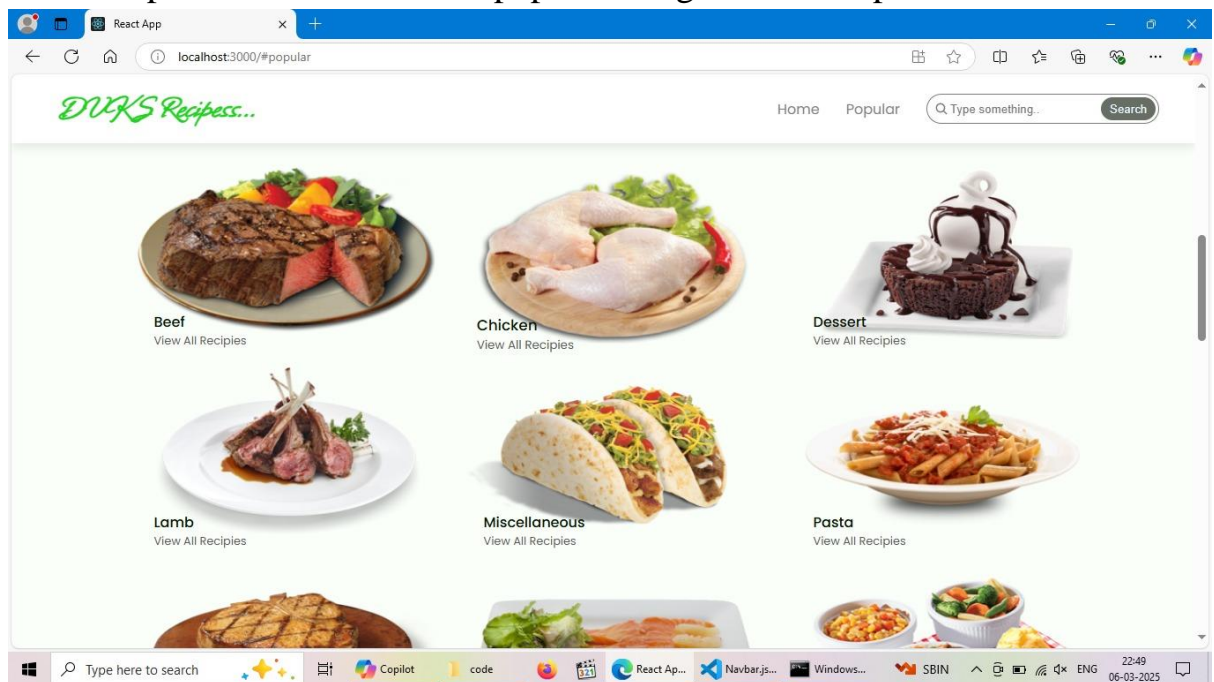 React App
localhost:3000/#popular
DUKS Recipess...
Home Popular Type something.. Search
Beef
View All Recipies
Chicken
View All Recipies
Dessert
View All Recipies
Lamb
View All Recipies
Miscellaneous
View All Recipies
Pasta
View All Recipies
Type here to search Copilot code 321 React Ap... Navbar.js... Windows... SBIN ENG 22:49
06-03-2025